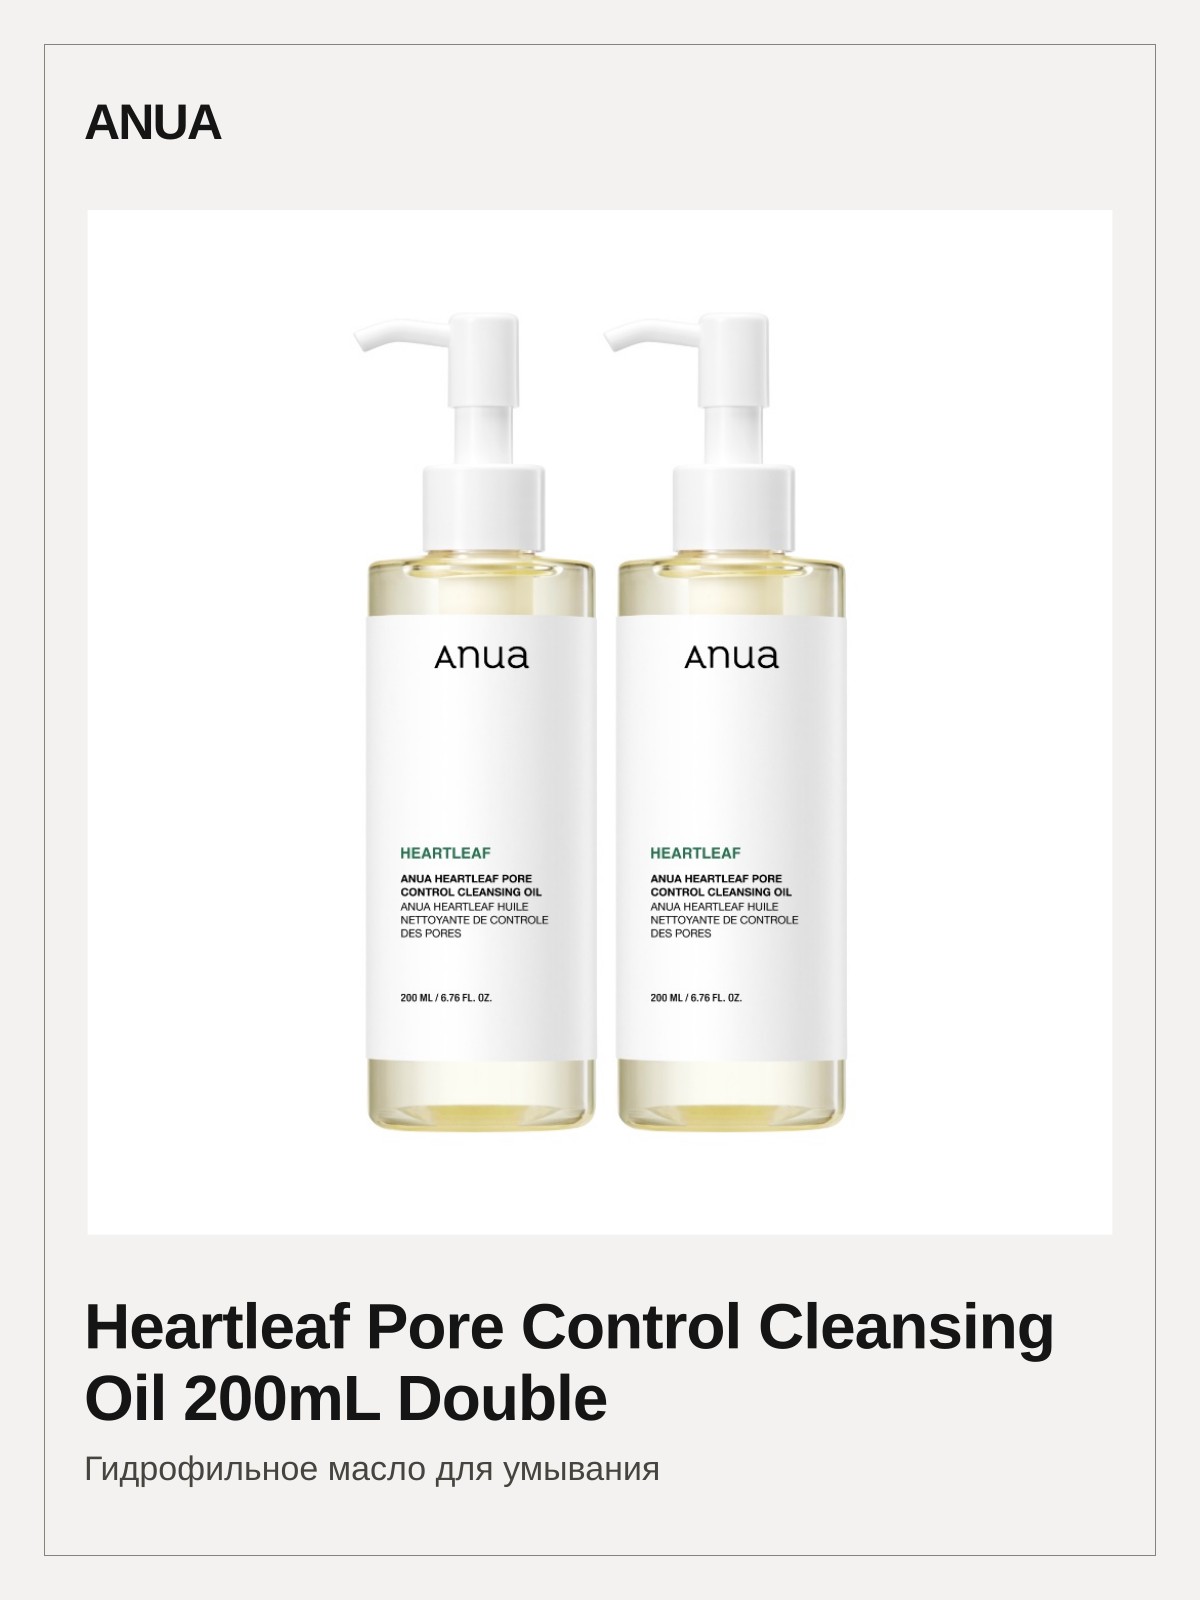 ANUA
Anua
HEARTLEAF
ANUA HEARTLEAF PORE
CONTROL CLEANSING OIL
ANUA HEARTLEAF HUILE
NETTOYANTE DE CONTROLE
DES PORES
200 ML / 6.76 FL. OZ.
Anua
HEARTLEAF
ANUA HEARTLEAF PORE
CONTROL CLEANSING OIL
ANUA HEARTLEAF HUILE
NETTOYANTE DE CONTROLE
DES PORES
200 ML / 6.76 FL. OZ.
Heartleaf Pore Control Cleansing
Oil 200mL Double
Гидрофильное масло для умывания